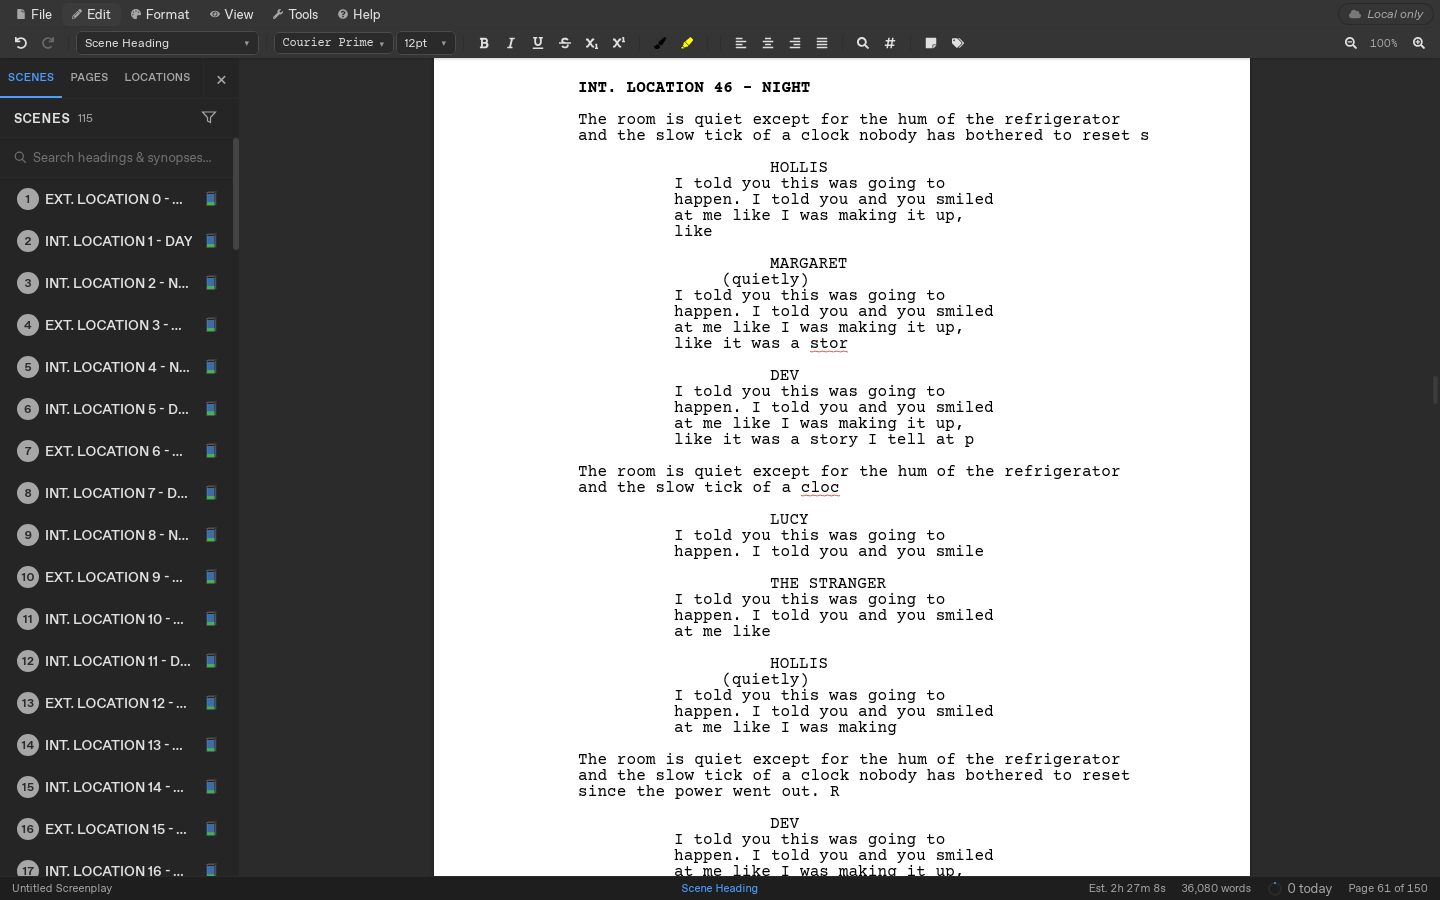 File Edit Format View Tools Help Local only
Scene Heading Courier Prime 12pt B I U S X₁ X¹ # 100%
SCENES PAGES LOCATIONS ×
SCENES 115
Search headings & synopses...
1 EXT. LOCATION 0 - ...
2 INT. LOCATION 1 - DAY
3 INT. LOCATION 2 - N...
4 EXT. LOCATION 3 - ...
5 INT. LOCATION 4 - N...
6 INT. LOCATION 5 - D...
7 EXT. LOCATION 6 - ...
8 INT. LOCATION 7 - D...
9 INT. LOCATION 8 - N...
10 EXT. LOCATION 9 - ...
11 INT. LOCATION 10 - ...
12 INT. LOCATION 11 - D...
13 EXT. LOCATION 12 - ...
14 INT. LOCATION 13 - ...
15 INT. LOCATION 14 - ...
16 EXT. LOCATION 15 - ...
17 INT. LOCATION 16 - ...
INT. LOCATION 46 - NIGHT
The room is quiet except for the hum of the refrigerator
and the slow tick of a clock nobody has bothered to reset s
HOLLIS
I told you this was going to
happen. I told you and you smiled
at me like I was making it up,
like
MARGARET
(quietly)
I told you this was going to
happen. I told you and you smiled
at me like I was making it up,
like it was a stor
DEV
I told you this was going to
happen. I told you and you smiled
at me like I was making it up,
like it was a story I tell at p
The room is quiet except for the hum of the refrigerator
and the slow tick of a cloc
LUCY
I told you this was going to
happen. I told you and you smile
THE STRANGER
I told you this was going to
happen. I told you and you smiled
at me like
HOLLIS
(quietly)
I told you this was going to
happen. I told you and you smiled
at me like I was making
The room is quiet except for the hum of the refrigerator
and the slow tick of a clock nobody has bothered to reset
since the power went out. R
DEV
I told you this was going to
happen. I told you and you smiled
at me like I was making it up,
Untitled Screenplay Scene Heading Est. 2h 27m 8s 36,080 words 0 today Page 61 of 150